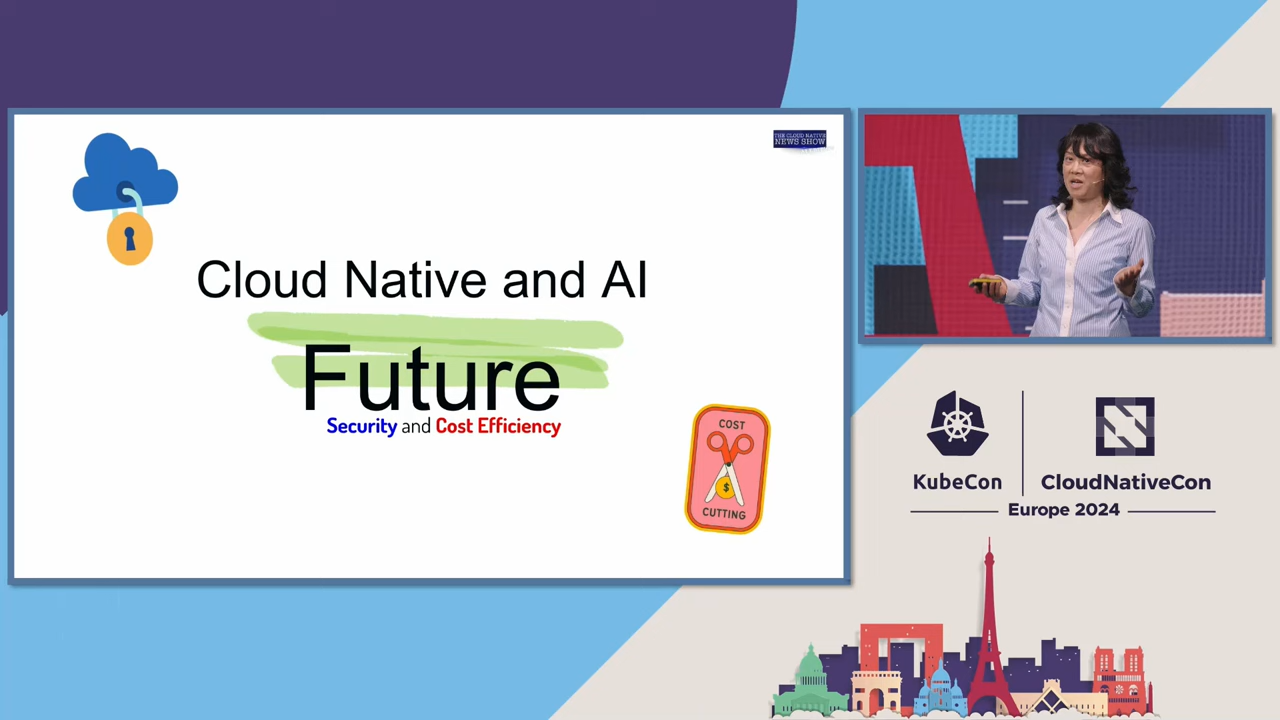 THE CLOUD NATIVE
NEWS SHOW
Cloud Native and AI
Future
Security and Cost Efficiency
COST
$
CUTTING
KubeCon
CloudNativeCon
Europe 2024